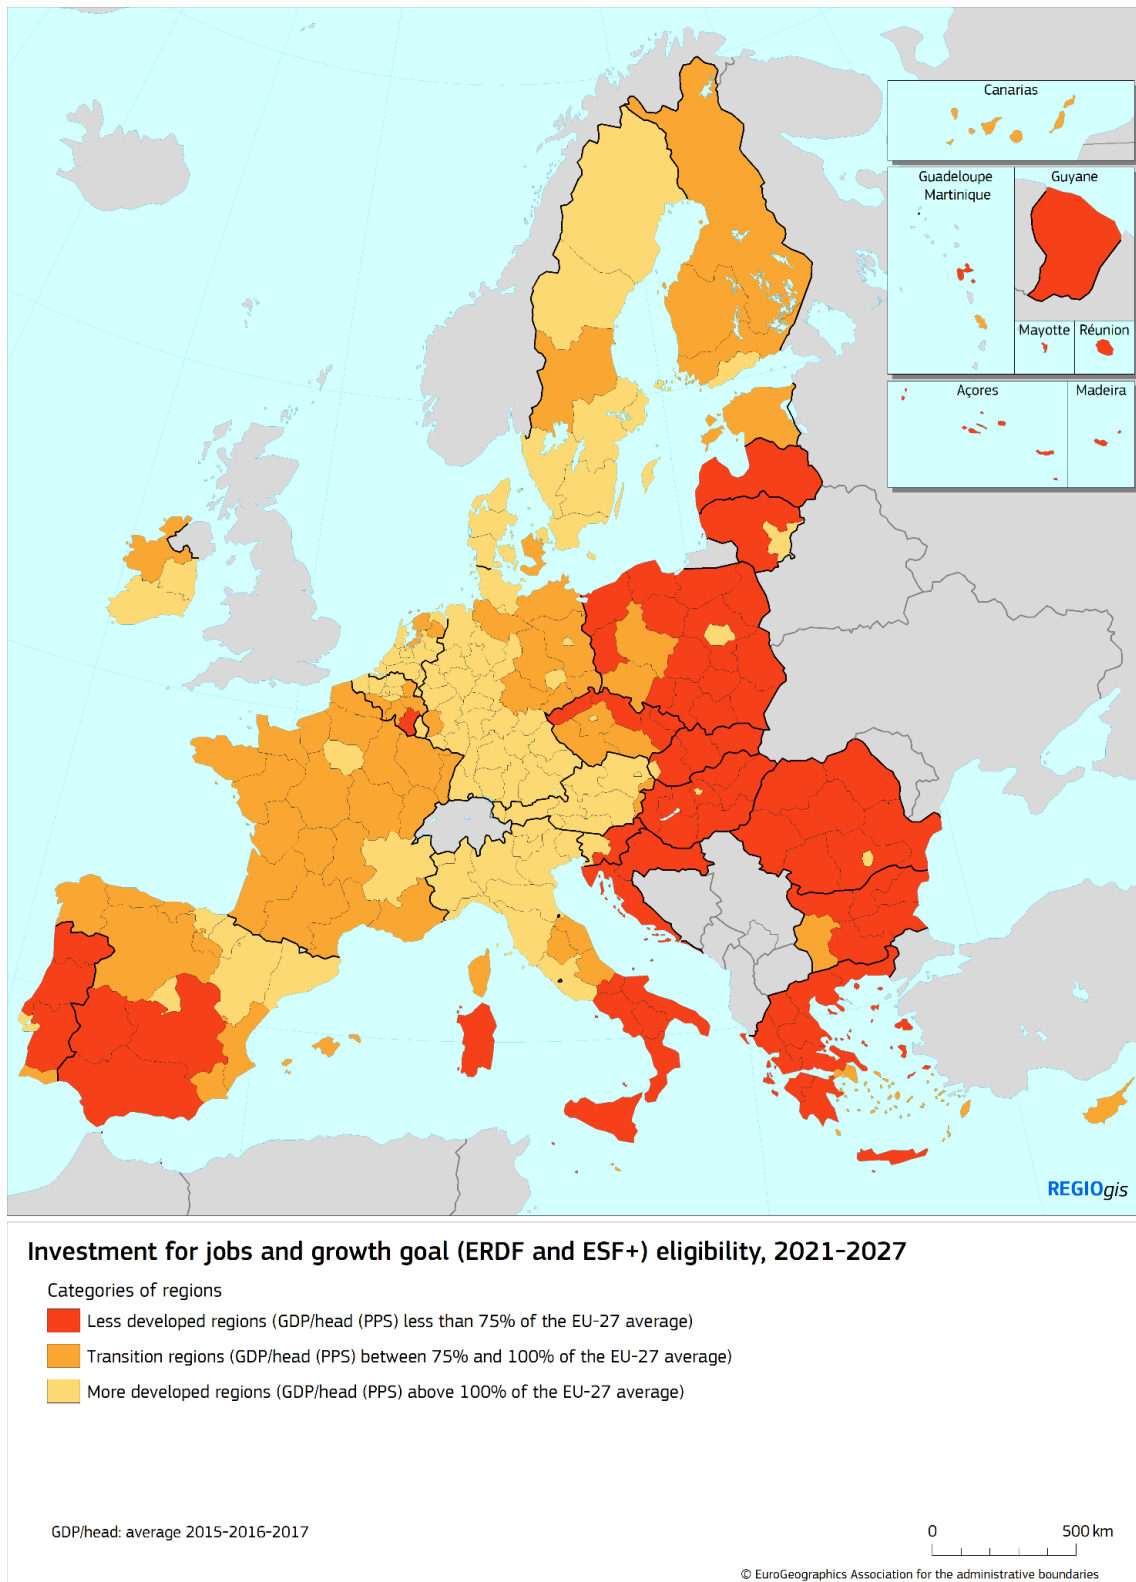 Canarias
Guadeloupe
Martinique
Guyane
Mayotte
Réunion
Açores
Madeira
REGIOgis
Investment for jobs and growth goal (ERDF and ESF+) eligibility, 2021-2027
Categories of regions
Less developed regions (GDP/head (PPS) less than 75% of the EU-27 average)
Transition regions (GDP/head (PPS) between 75% and 100% of the EU-27 average)
More developed regions (GDP/head (PPS) above 100% of the EU-27 average)
GDP/head: average 2015-2016-2017
0 500 km
© EuroGeographics Association for the administrative boundaries